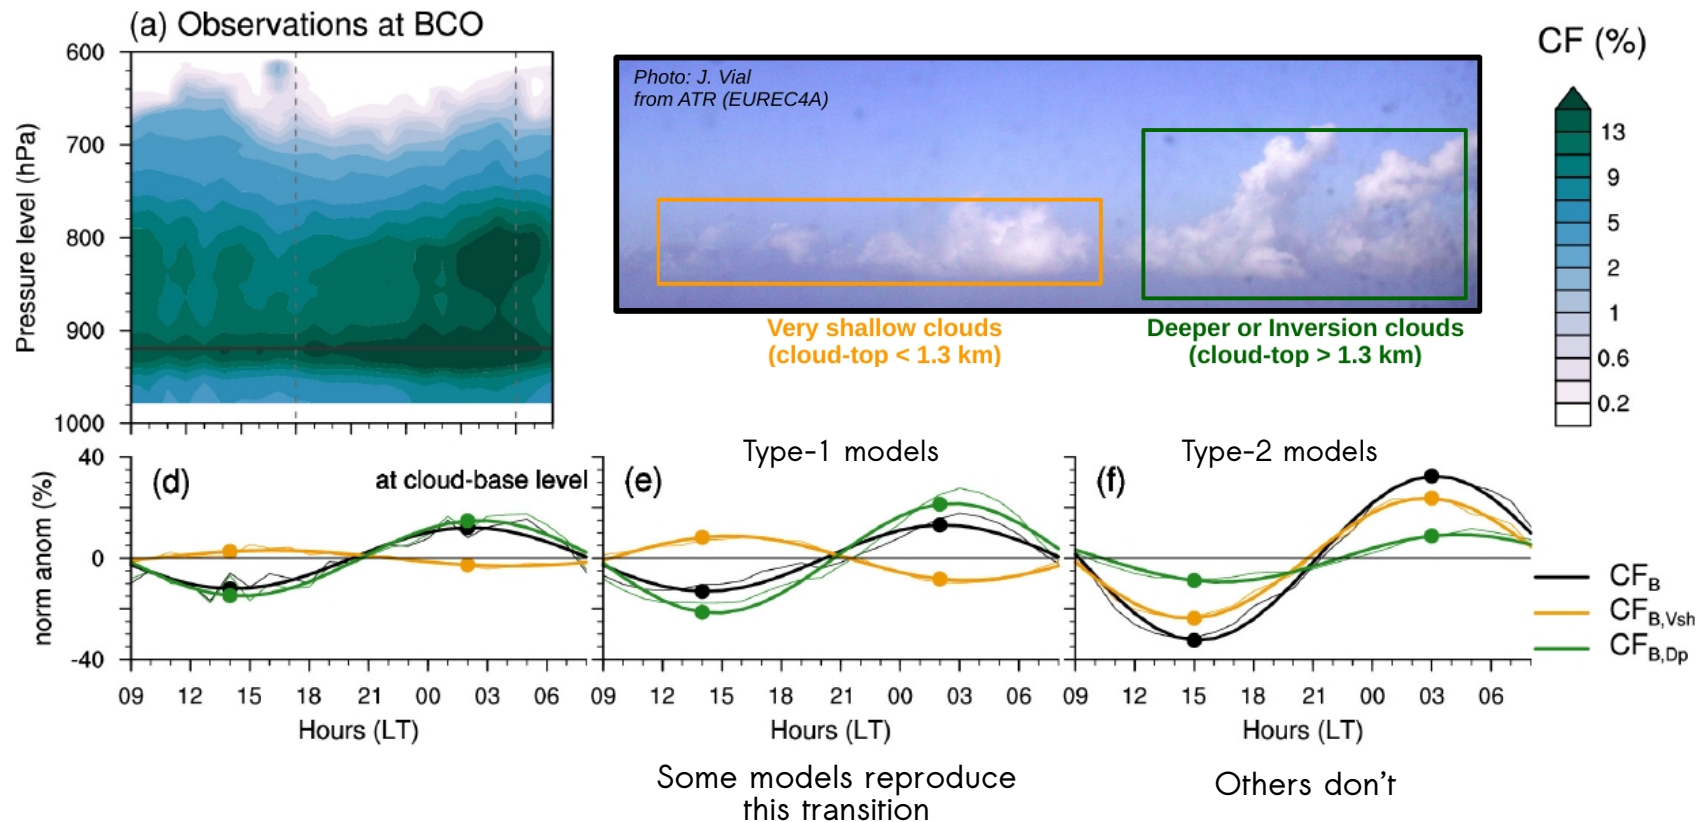 (a) Observations at BCO
CF (%)
Pressure level (hPa)
600
700
800
900
1000
Photo: J. Vial
from ATR (EUREC4A)
Very shallow clouds
(cloud-top < 1.3 km)
Deeper or Inversion clouds
(cloud-top > 1.3 km)
13
9
5
2
1
0.6
0.2
Type-1 models
Type-2 models
norm anom (%)
40
0
-40
(d)
at cloud-base level
(e)
(f)
09 12 15 18 21 00 03 06
Hours (LT)
09 12 15 18 21 00 03 06
Hours (LT)
09 12 15 18 21 00 03 06
Hours (LT)
CFB
CFB,Vsh
CFB,Dp
Some models reproduce
this transition
Others don't